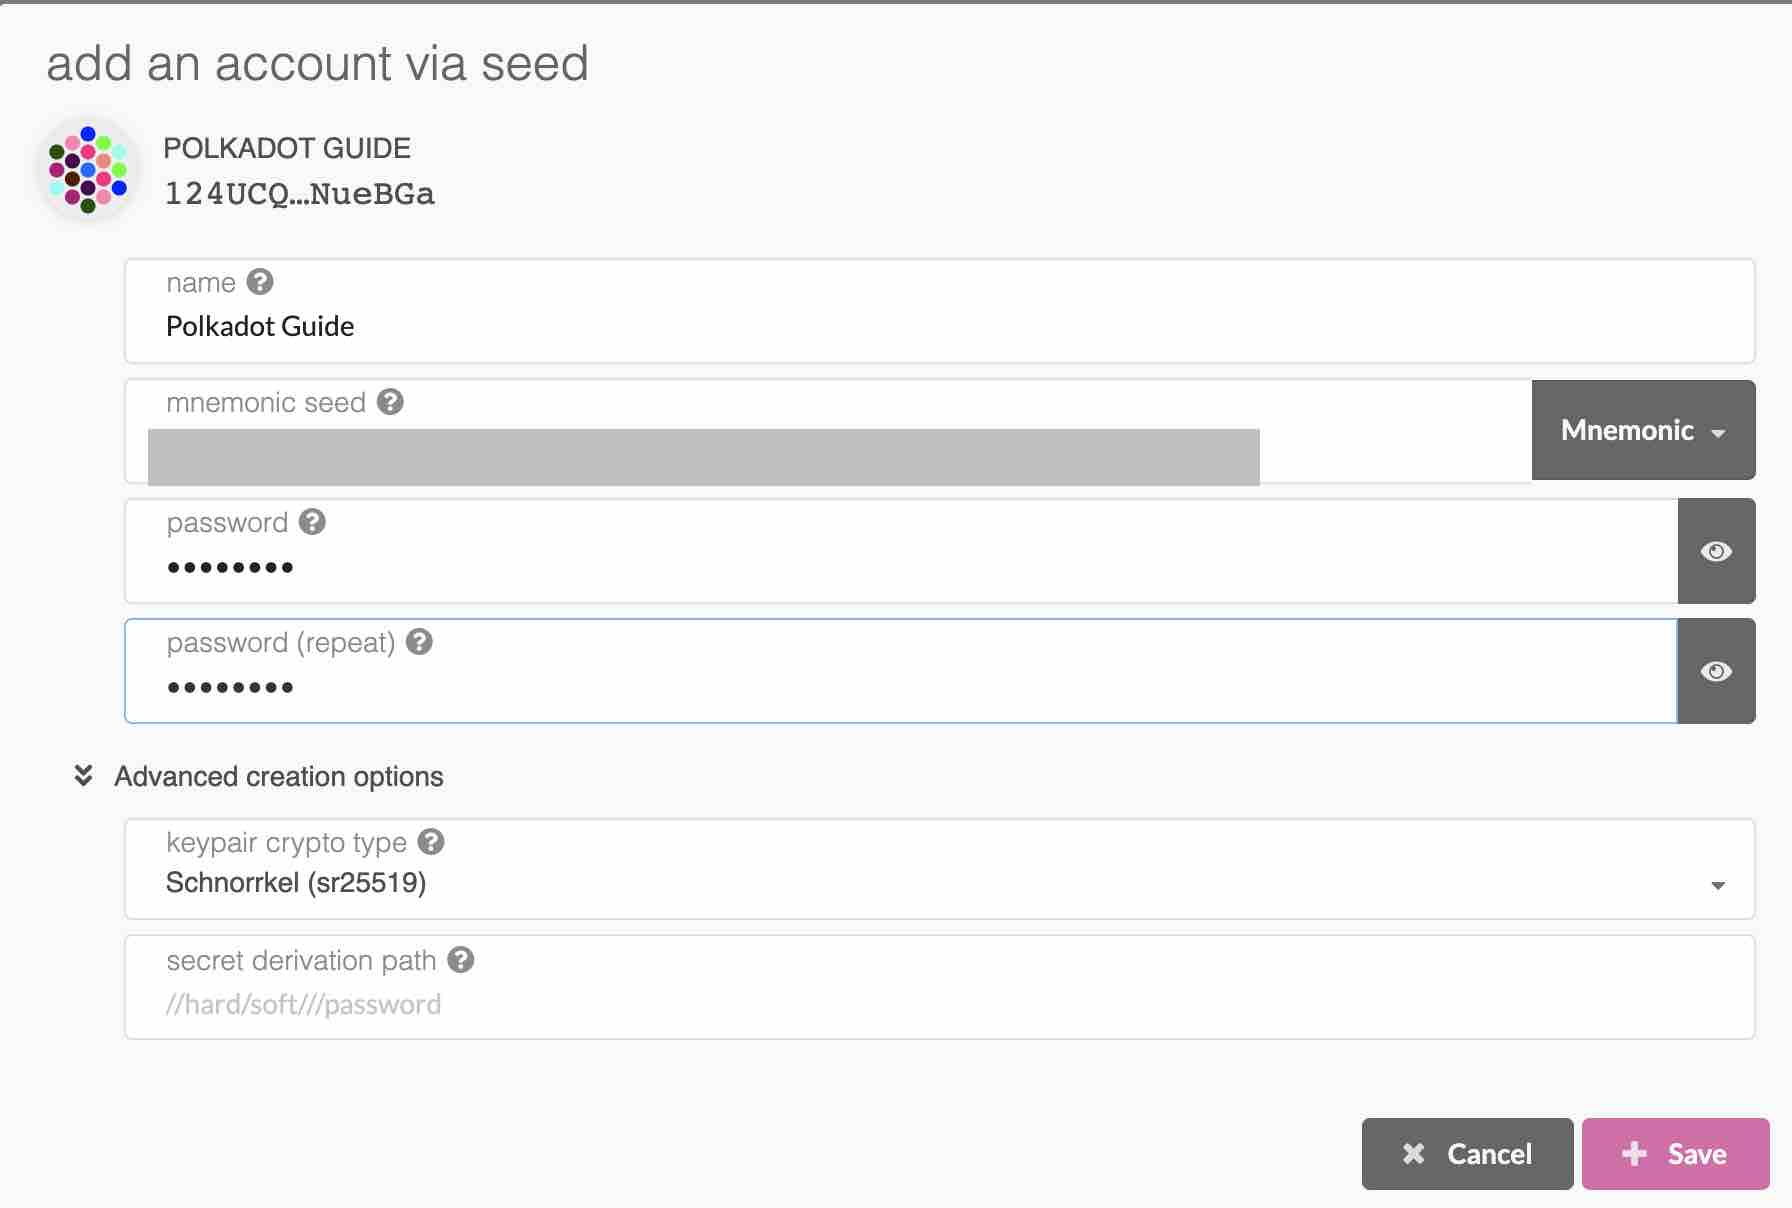 add an account via seed
POLKADOT GUIDE
124UCQ…NueBGa
name ?
Polkadot Guide
mnemonic seed ?
Mnemonic
password ?
••••••••
password (repeat) ?
••••••••
Advanced creation options
keypair crypto type ?
Schnorrkel (sr25519)
secret derivation path ?
//hard/soft///password
Cancel
Save